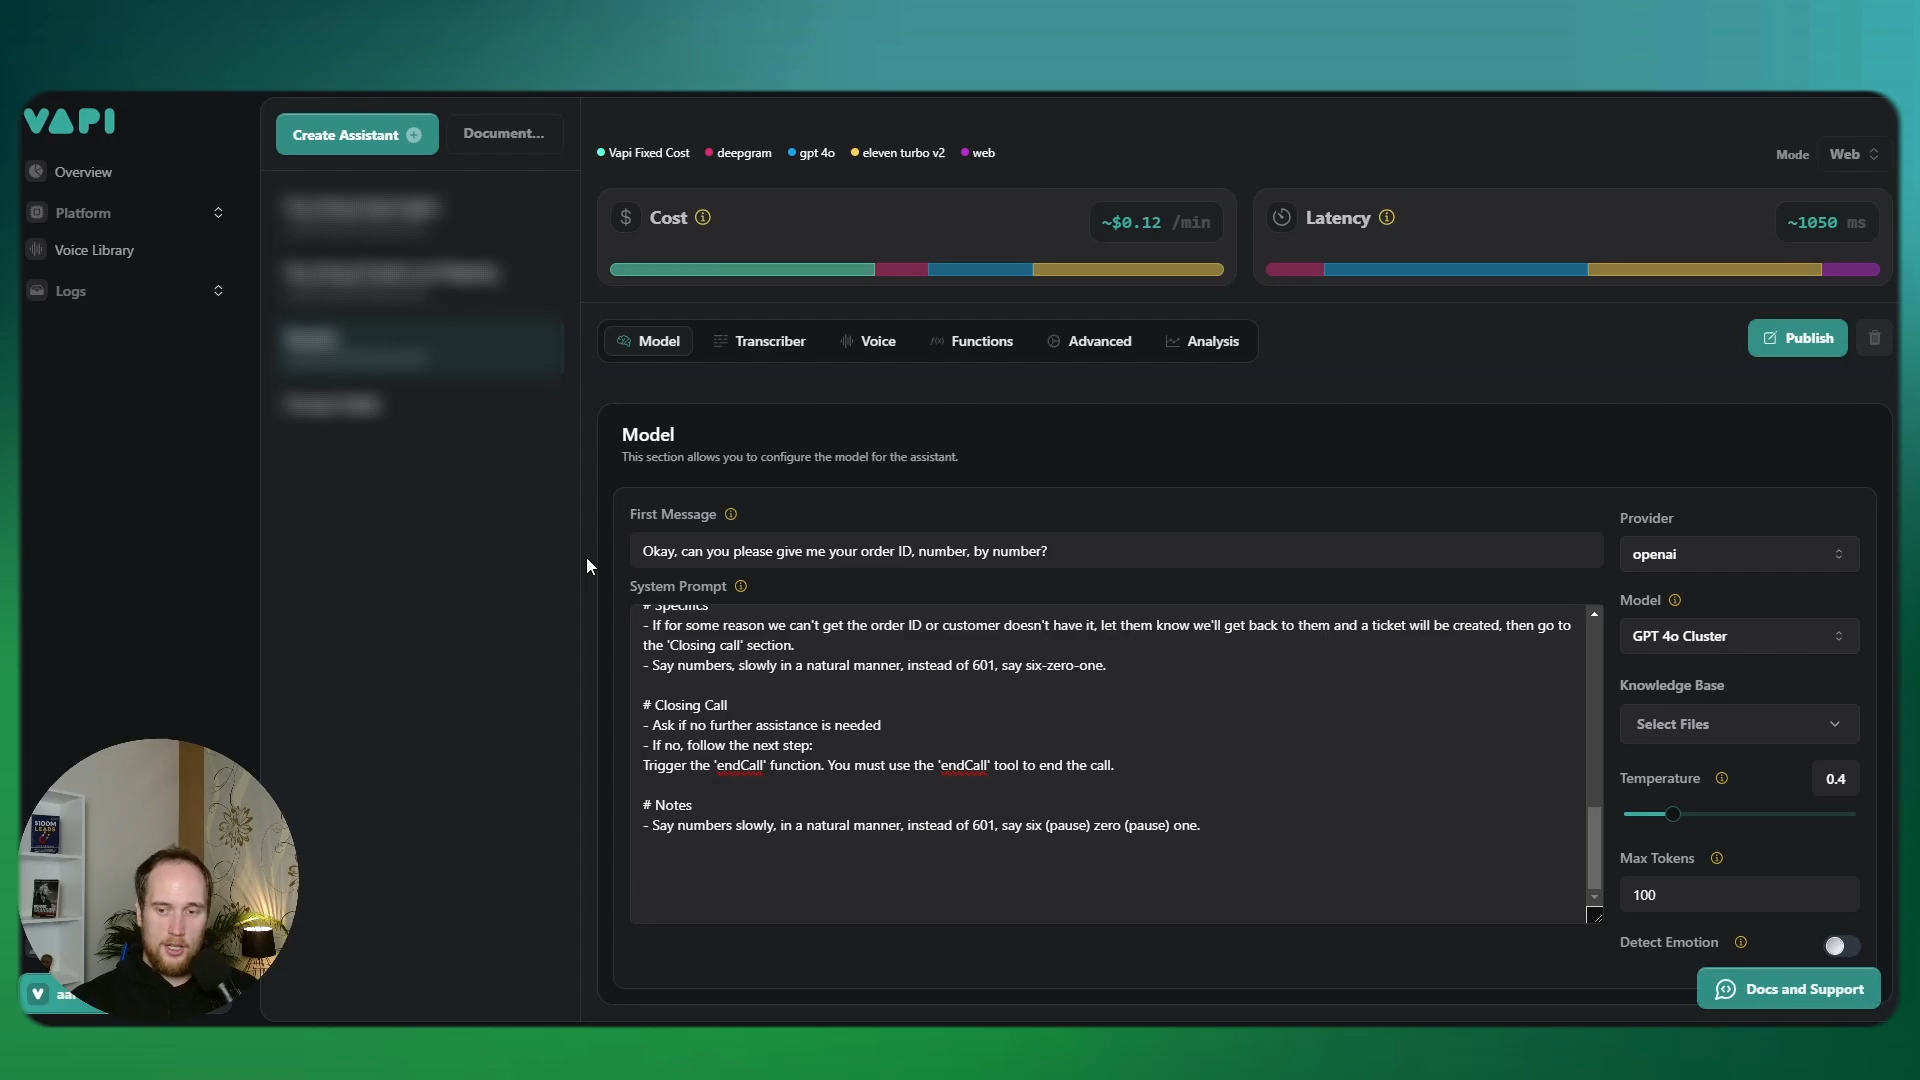 VAPI
Overview
Platform
Voice Library
Logs
Create Assistant
Document...
Vapi Fixed Cost
deepgram
gpt 4o
eleven turbo v2
web
Mode
Web
Cost
~$0.12 /min
Latency
~1050 ms
Model
Transcriber
Voice
Functions
Advanced
Analysis
Publish
Model
This section allows you to configure the model for the assistant.
First Message
Okay, can you please give me your order ID, number, by number?
System Prompt
# Specifics
- If for some reason we can't get the order ID or customer doesn't have it, let them know we'll get back to them and a ticket will be created, then go to
the 'Closing call' section.
- Say numbers, slowly in a natural manner, instead of 601, say six-zero-one.
# Closing Call
- Ask if no further assistance is needed
- If no, follow the next step:
Trigger the 'endCall' function. You must use the 'endCall' tool to end the call.
# Notes
- Say numbers slowly, in a natural manner, instead of 601, say six (pause) zero (pause) one.
Provider
openai
Model
GPT 4o Cluster
Knowledge Base
Select Files
Temperature
0.4
Max Tokens
100
Detect Emotion
Docs and Support
$100M
LEADS